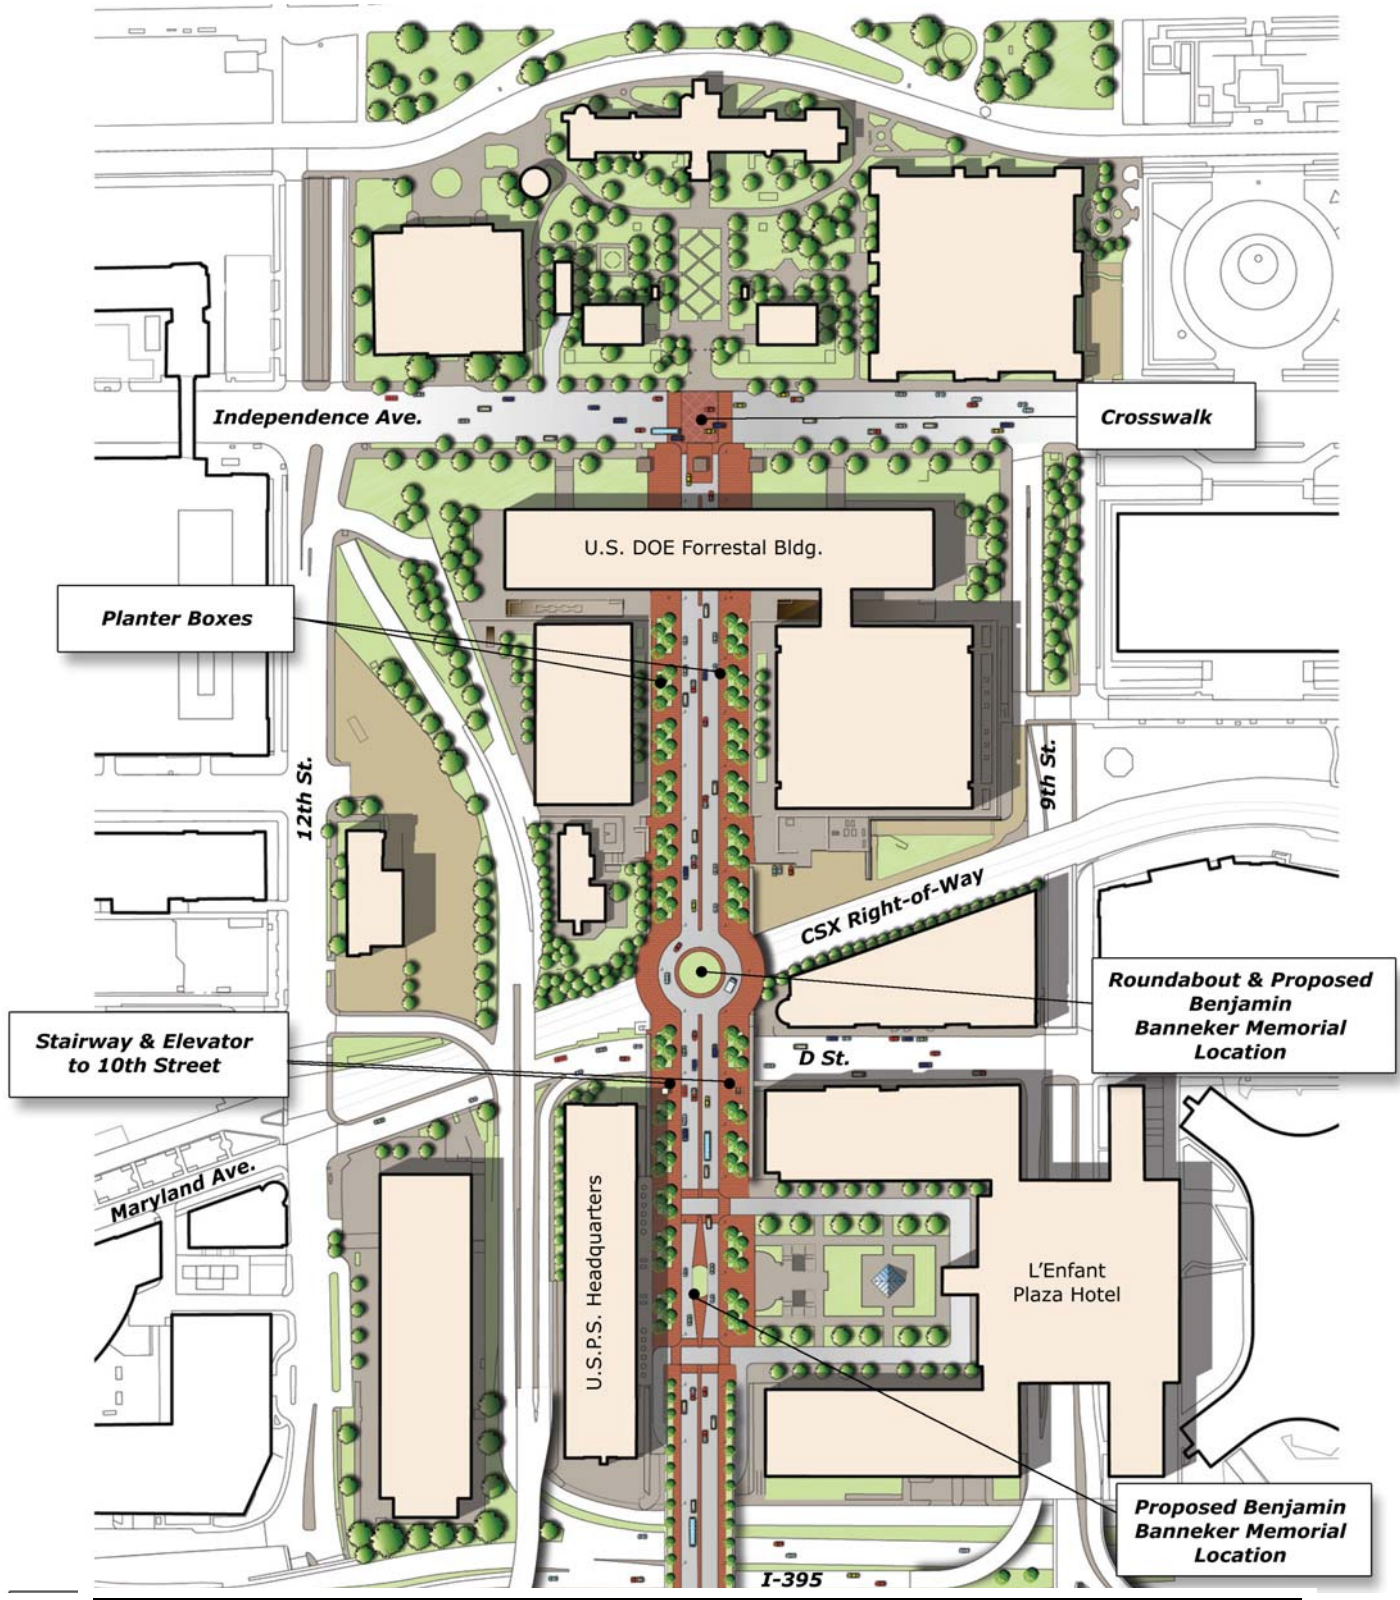 Independence Ave.
Crosswalk
U.S. DOE Forrestal Bldg.
Planter Boxes
12th St.
9th St.
CSX Right-of-Way
Roundabout & Proposed
Benjamin
Banneker Memorial
Location
Stairway & Elevator
to 10th Street
D St.
Maryland Ave.
U.S.P.S. Headquarters
L'Enfant
Plaza Hotel
Proposed Benjamin
Banneker Memorial
Location
I-395